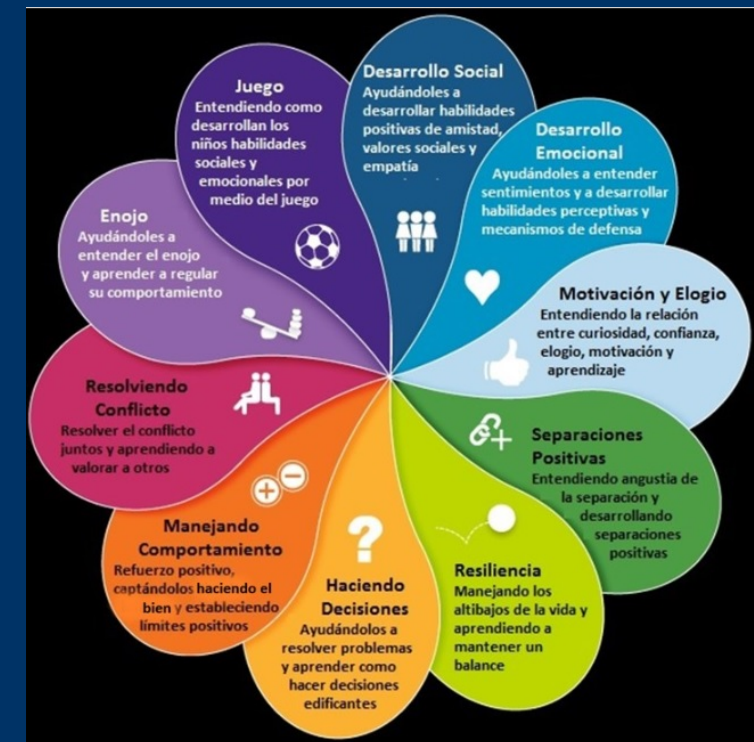 Desarrollo Social
Ayudándoles a
desarrollar habilidades
positivas de amistad,
valores sociales y
empatía
Desarrollo
Emocional
Ayudándoles a entender
sentimientos y a desarrollar
habilidades perceptivas y
mecanismos de defensa
Motivación y Elogio
Entendiendo la relación
entre curiosidad, confianza,
elogio, motivación y
aprendizaje
Separaciones
Positivas
Entendiendo angustia de
la separación y
desarrollando
separaciones
positivas
Resiliencia
Manejando los
altibajos de la vida y
aprendiendo a
mantener un
balance
Haciendo
Decisiones
Ayudándolos a
resolver problemas
y aprender como
hacer decisiones
edificantes
Manejando
Comportamiento
Refuerzo positivo,
captándolos haciendo el
bien y estableciendo
límites positivos
Resolviendo
Conflicto
Resolver el conflicto
juntos y aprendiendo a
valorar a otros
Enojo
Ayudándoles a
entender el enojo
y aprender a regular
su comportamiento
Juego
Entendiendo como
desarrollan los
niños habilidades
sociales y
emocionales por
medio del juego